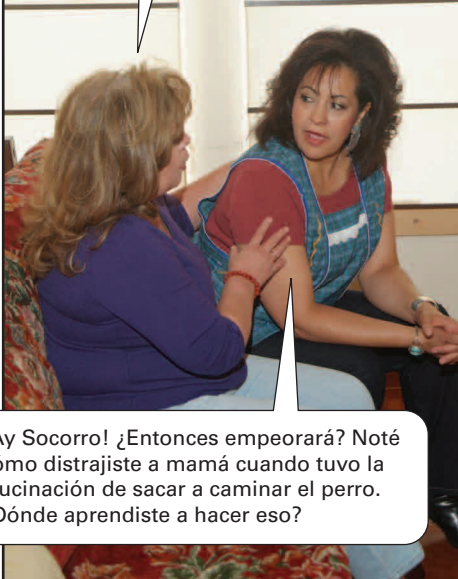 Ay Socorro! ¿Entonces empeorará? Noté
ómo distrajiste a mamá cuando tuvo la
ucinación de sacar a caminar el perro.
Dónde aprendiste a hacer eso?